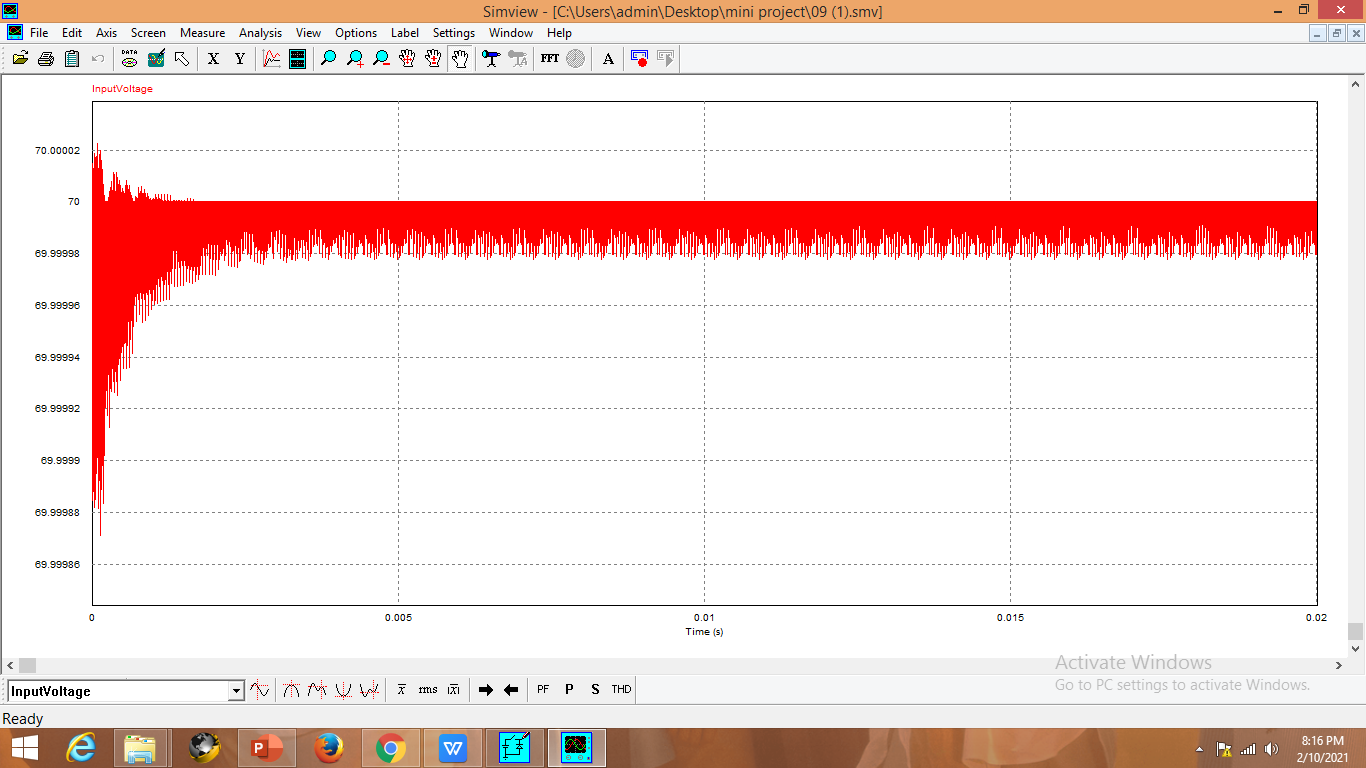 Simview - [C:\Users\admin\Desktop\mini project\09 (1).smv]
File Edit Axis Screen Measure Analysis View Options Label Settings Window Help
DATA X Y FFT A
InputVoltage
70.00002
70
69.99998
69.99996
69.99994
69.99992
69.9999
69.99988
69.99986
0 0.005 0.01 0.015 0.02
Time (s)
Activate Windows
Go to PC settings to activate Windows.
InputVoltage x rms |x| PF P S THD
Ready
8:16 PM
2/10/2021